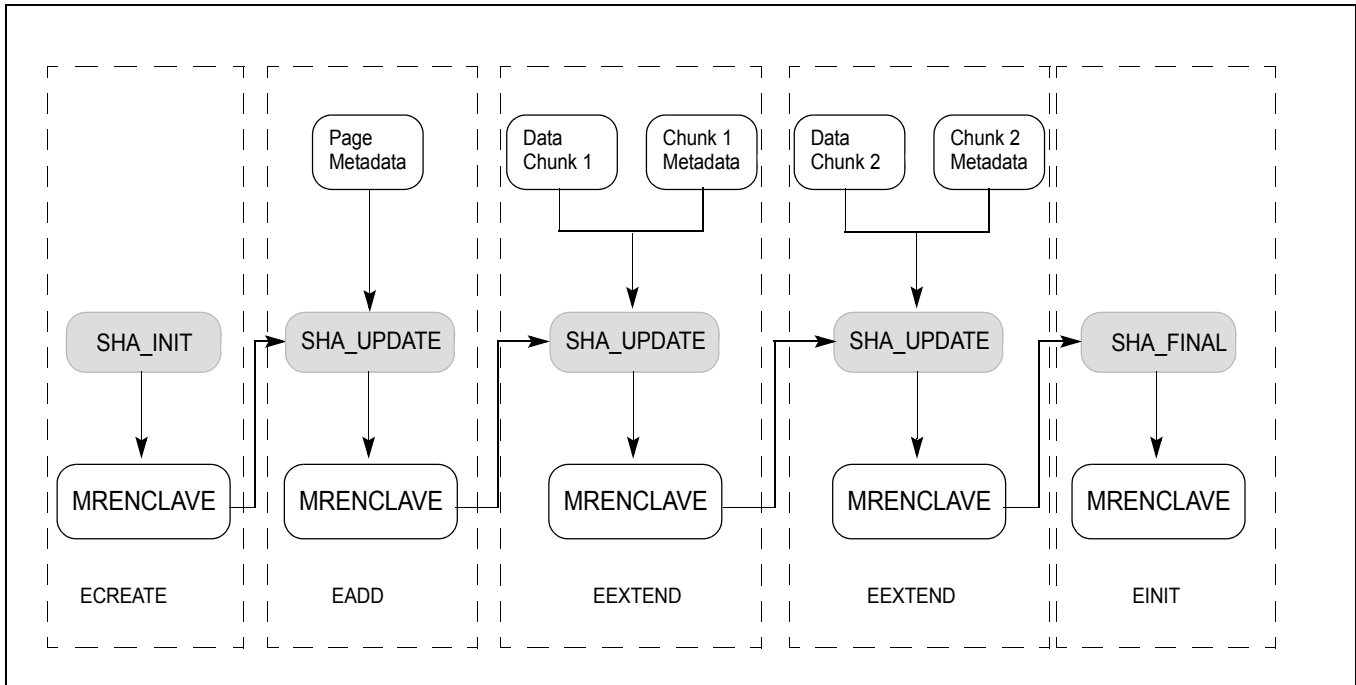 Page
Metadata
Data
Chunk 1
Chunk 1
Metadata
Data
Chunk 2
Chunk 2
Metadata
SHA_INIT
SHA_UPDATE
SHA_UPDATE
SHA_UPDATE
SHA_FINAL
MRENCLAVE
MRENCLAVE
MRENCLAVE
MRENCLAVE
MRENCLAVE
ECREATE
EADD
EEXTEND
EEXTEND
EINIT